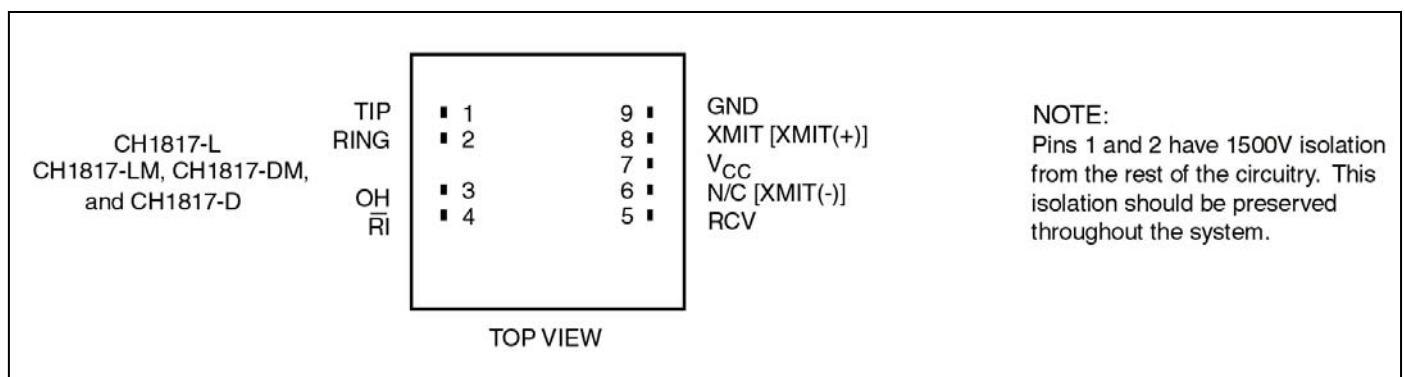 CH1817-L
CH1817-LM, CH1817-DM,
and CH1817-D
TIP
RING
OH
R̅I̅
1
2
3
4
9
8
7
6
5
GND
XMIT [XMIT(+)]
VCC
N/C [XMIT(-)]
RCV
TOP VIEW
NOTE:
Pins 1 and 2 have 1500V isolation
from the rest of the circuitry. This
isolation should be preserved
throughout the system.